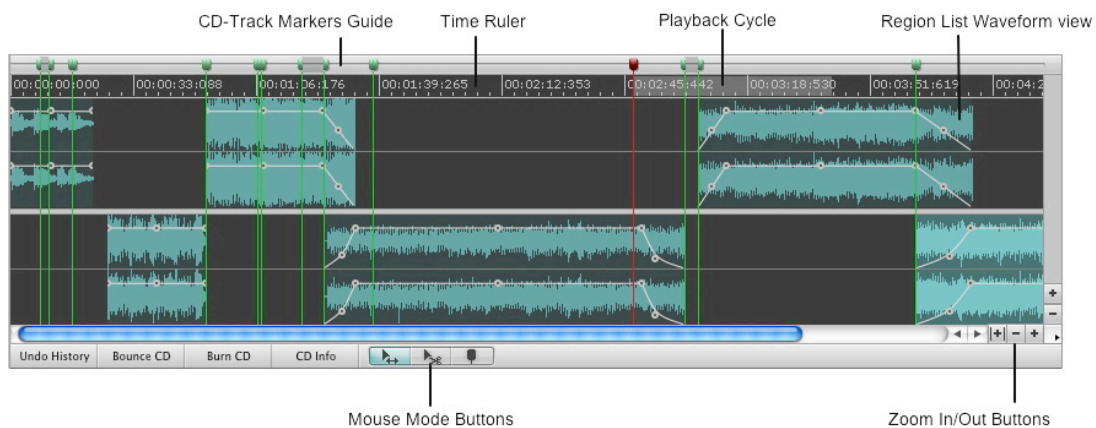 CD-Track Markers Guide Time Ruler Playback Cycle Region List Waveform view
00:00:00:000 00:00:33:088 00:01:06:176 00:01:39:265 00:02:12:353 00:02:45:442 00:03:18:530 00:03:51:619 00:04:2
Undo History Bounce CD Burn CD CD Info
Mouse Mode Buttons Zoom In/Out Buttons